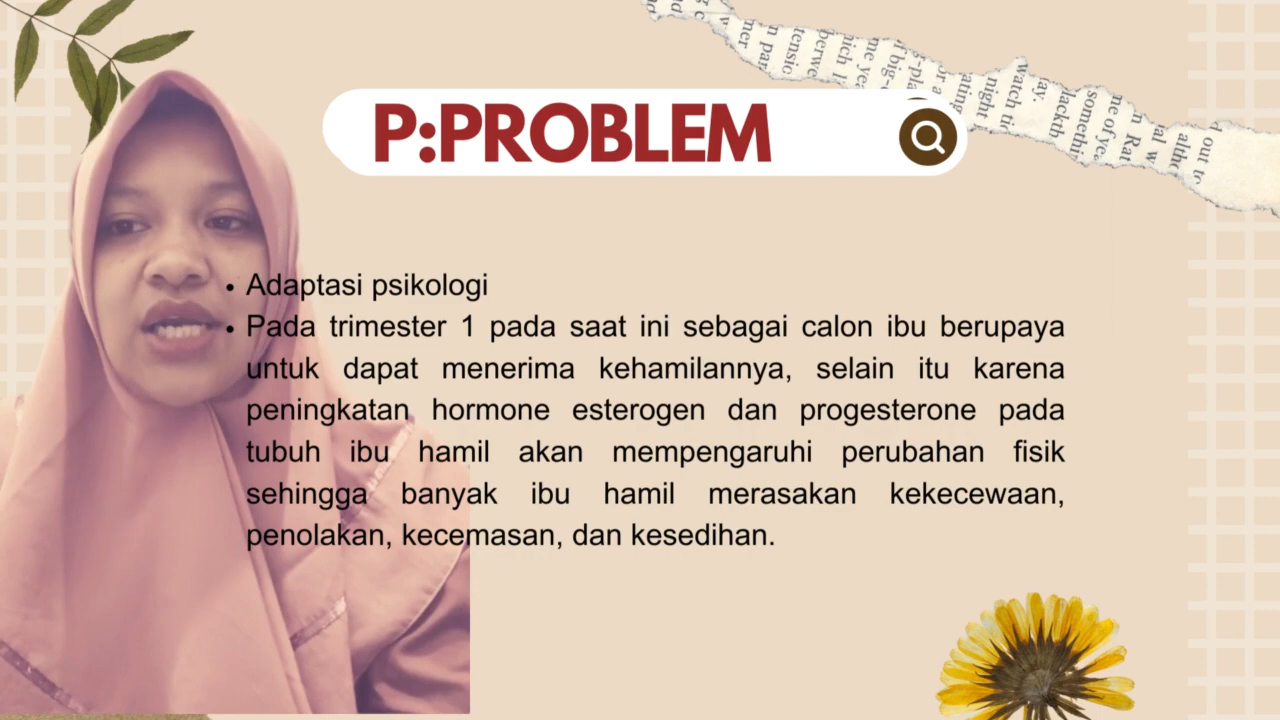 P:PROBLEM
• Adaptasi psikologi
• Pada trimester 1 pada saat ini sebagai calon ibu berupaya
untuk dapat menerima kehamilannya, selain itu karena
peningkatan hormone esterogen dan progesterone pada
tubuh ibu hamil akan mempengaruhi perubahan fisik
sehingga banyak ibu hamil merasakan kekecewaan,
penolakan, kecemasan, dan kesedihan.